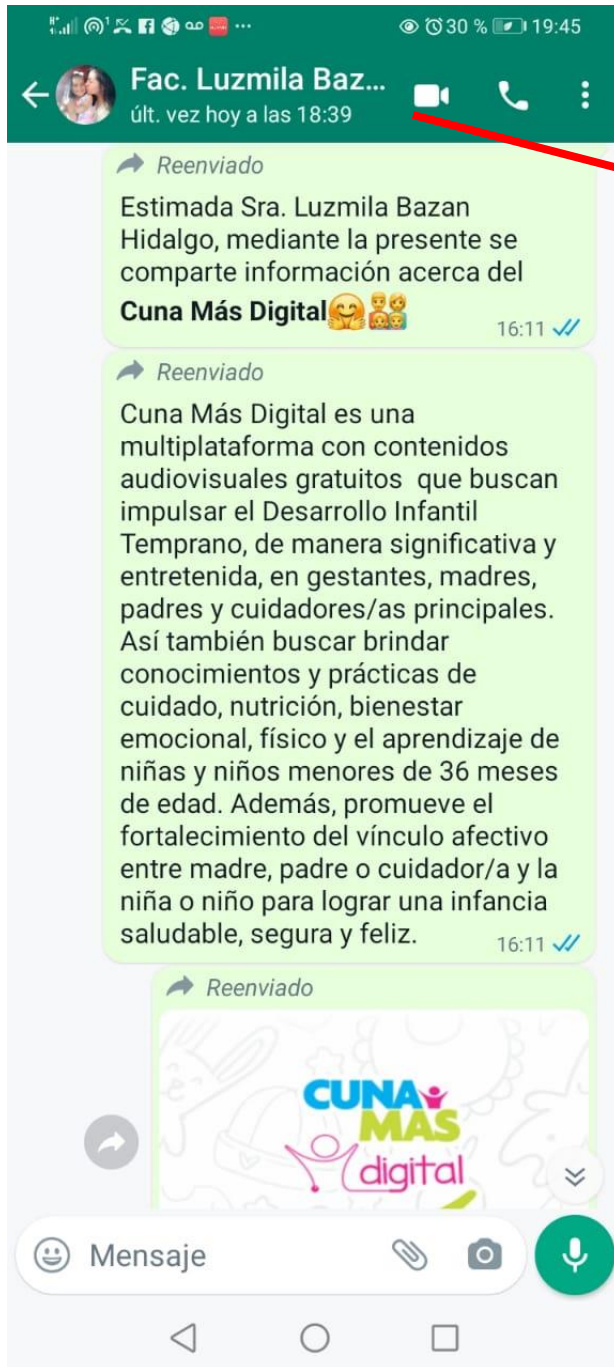 30 % 19:45
Fac. Luzmila Baz...
últ. vez hoy a las 18:39
Reenviado
Estimada Sra. Luzmila Bazan
Hidalgo, mediante la presente se
comparte información acerca del
Cuna Más Digital🤗👨‍👩‍👧‍👦
16:11
Reenviado
Cuna Más Digital es una
multiplataforma con contenidos
audiovisuales gratuitos que buscan
impulsar el Desarrollo Infantil
Temprano, de manera significativa y
entretenida, en gestantes, madres,
padres y cuidadores/as principales.
Así también buscar brindar
conocimientos y prácticas de
cuidado, nutrición, bienestar
emocional, físico y el aprendizaje de
niñas y niños menores de 36 meses
de edad. Además, promueve el
fortalecimiento del vínculo afectivo
entre madre, padre o cuidador/a y la
niña o niño para lograr una infancia
saludable, segura y feliz.
16:11
Reenviado
CUNA
MAS
digital
Mensaje